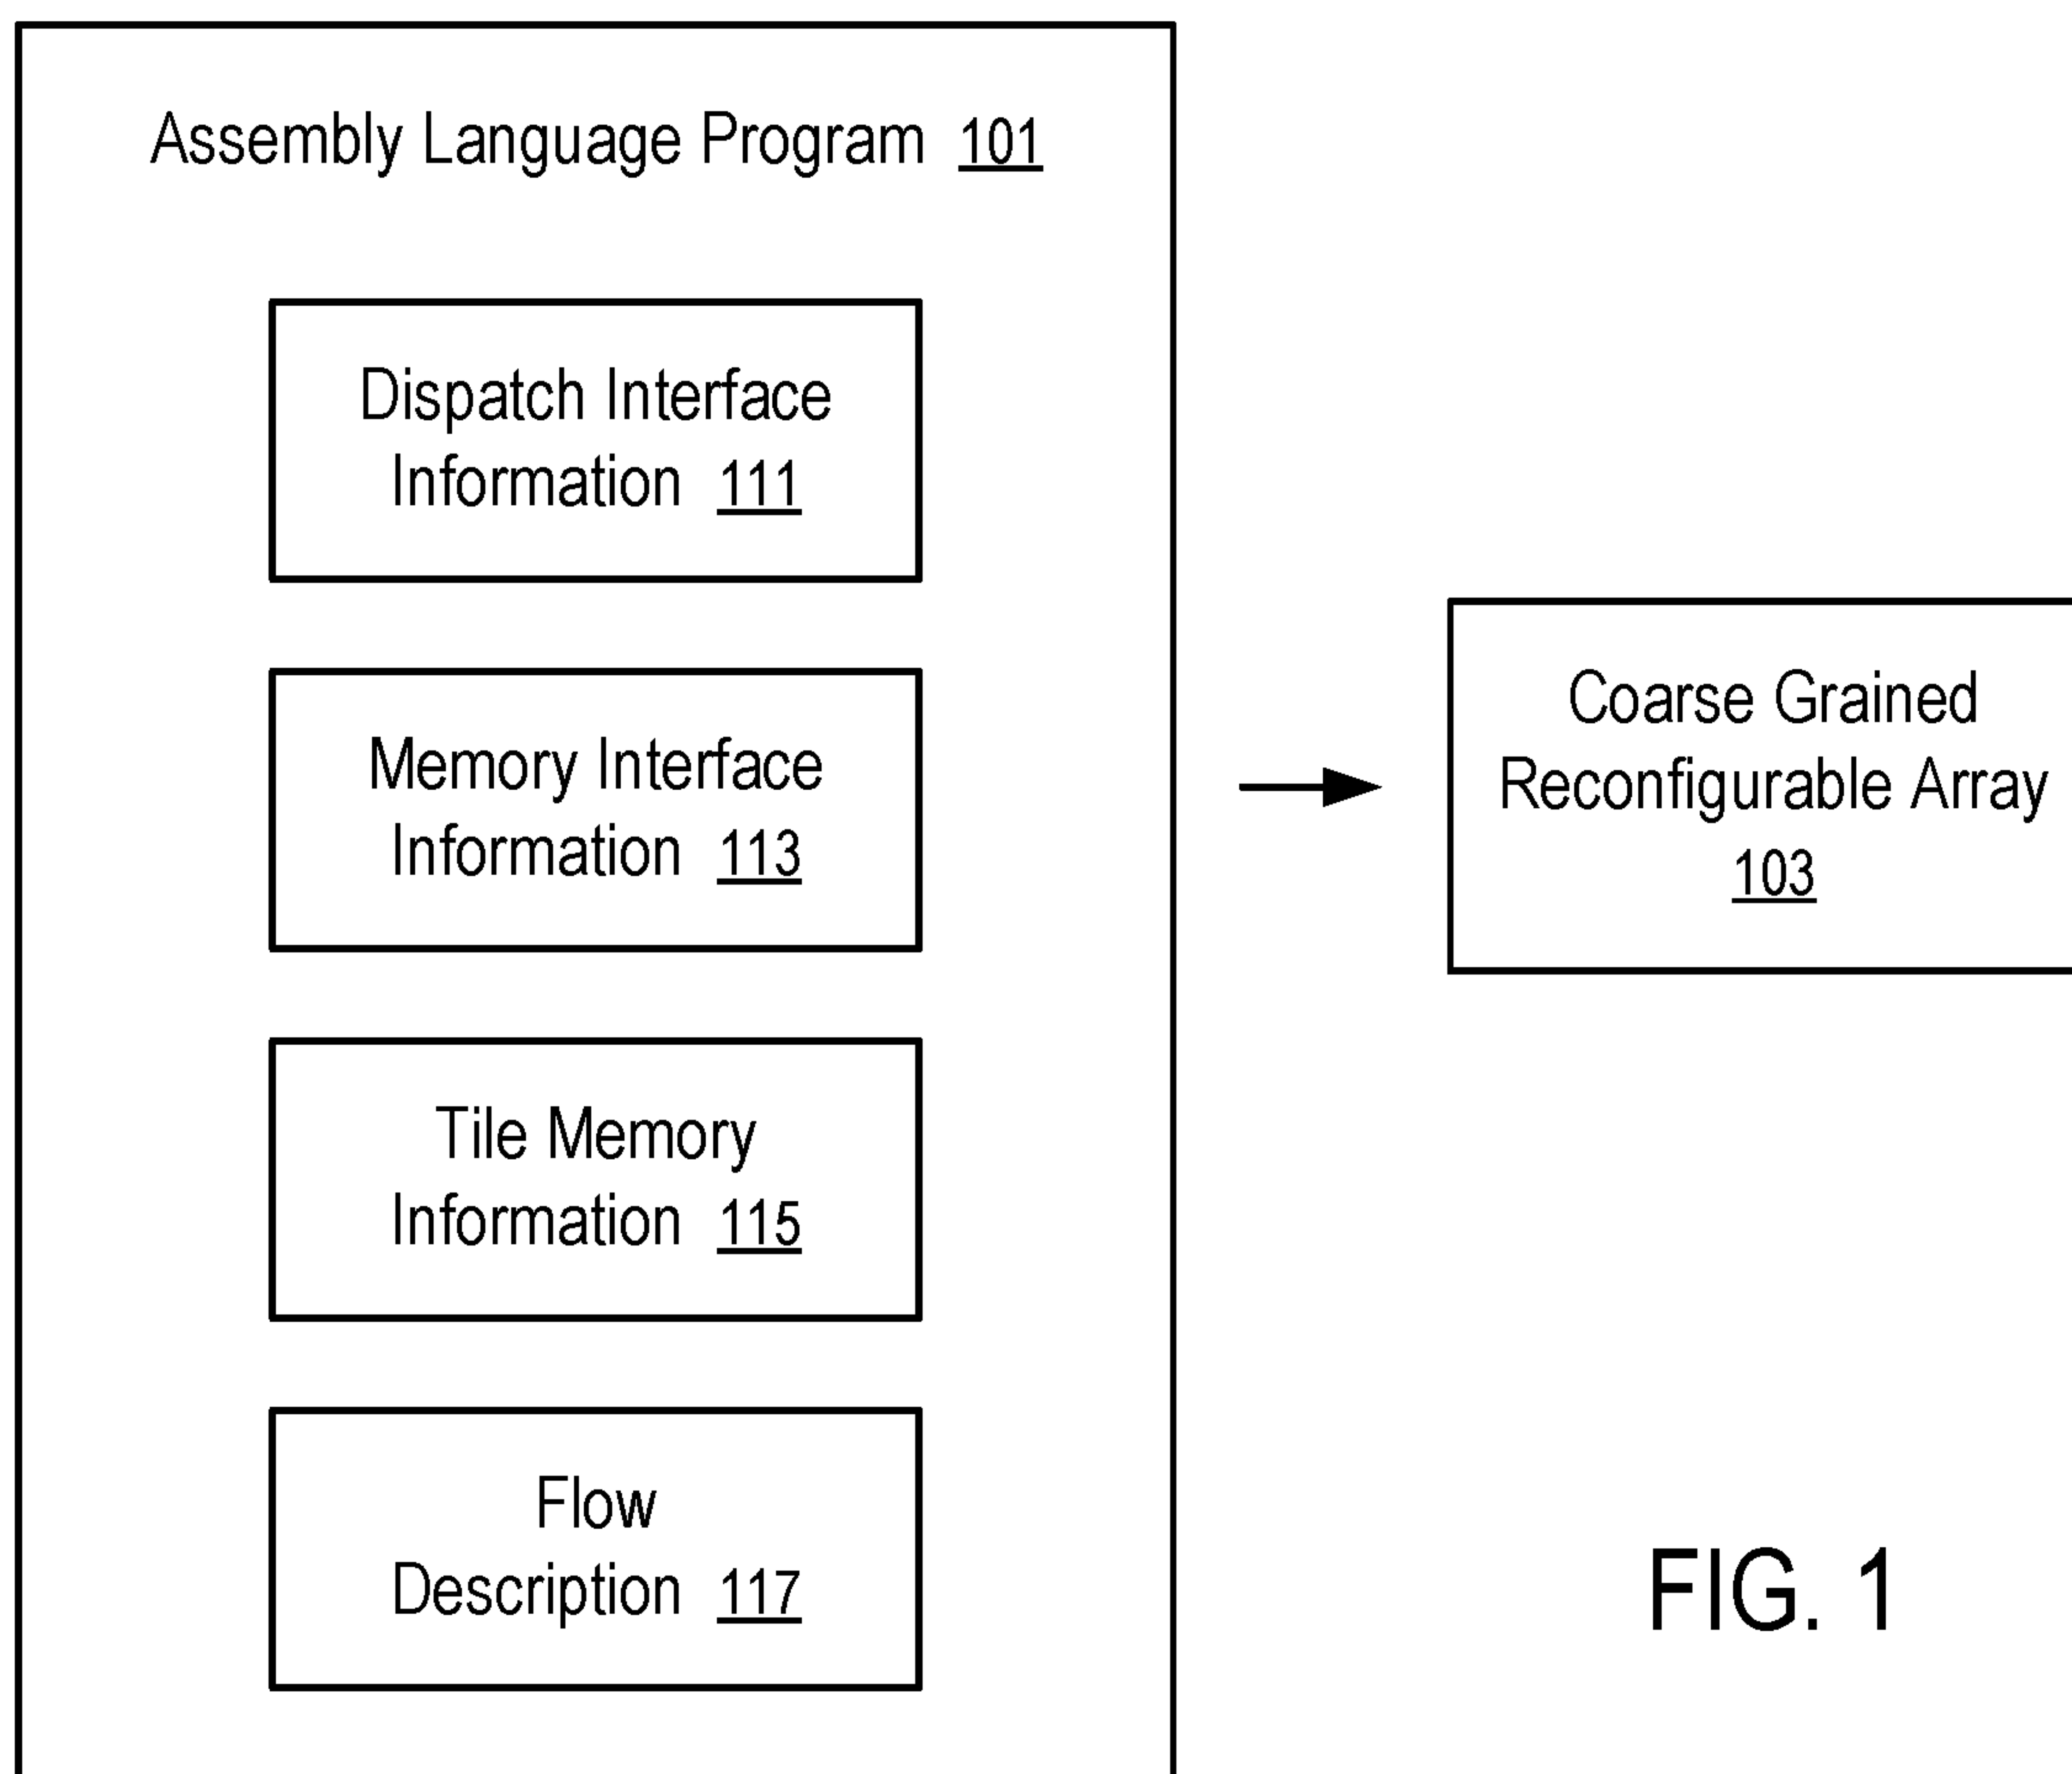 Assembly Language Program 101
Dispatch Interface
Information 111
Memory Interface
Information 113
Tile Memory
Information 115
Flow
Description 117
Coarse Grained
Reconfigurable Array
103
FIG. 1